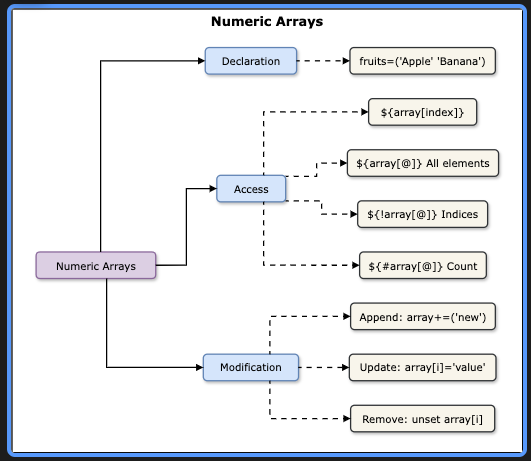 Numeric Arrays
Declaration
fruits=('Apple' 'Banana')
${array[index]}
${array[@]} All elements
Access
${!array[@]} Indices
Numeric Arrays
${#array[@]} Count
Append: array+=('new')
Modification
Update: array[i]='value'
Remove: unset array[i]